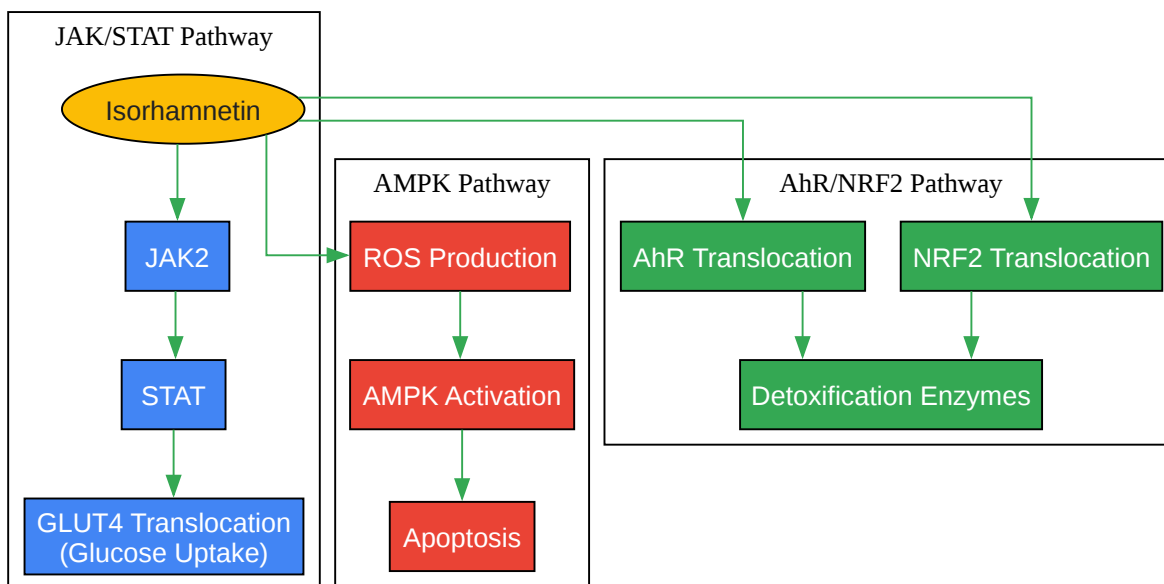 JAK/STAT Pathway
Isorhamnetin
JAK2
STAT
GLUT4 Translocation
(Glucose Uptake)
AMPK Pathway
ROS Production
AMPK Activation
Apoptosis
AhR/NRF2 Pathway
AhR Translocation
NRF2 Translocation
Detoxification Enzymes